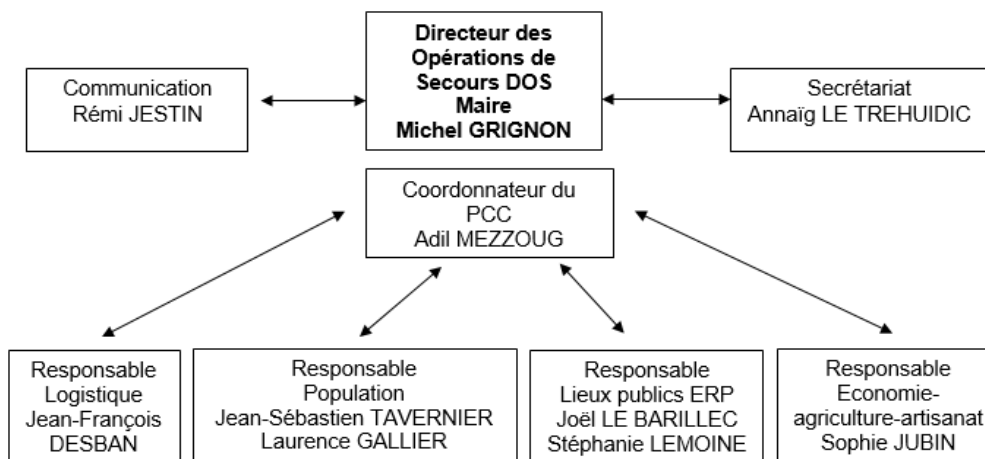 Directeur des
Opérations de
Secours DOS
Maire
Michel GRIGNON
Communication
Rémi JESTIN
Secrétariat
Annaïg LE TREHUIDIC
Coordonnateur du
PCC
Adil MEZZOUG
Responsable
Logistique
Jean-François
DESBAN
Responsable
Population
Jean-Sébastien TAVERNIER
Laurence GALLIER
Responsable
Lieux publics ERP
Joël LE BARILLEC
Stéphanie LEMOINE
Responsable
Economie-
agriculture-artisanat
Sophie JUBIN